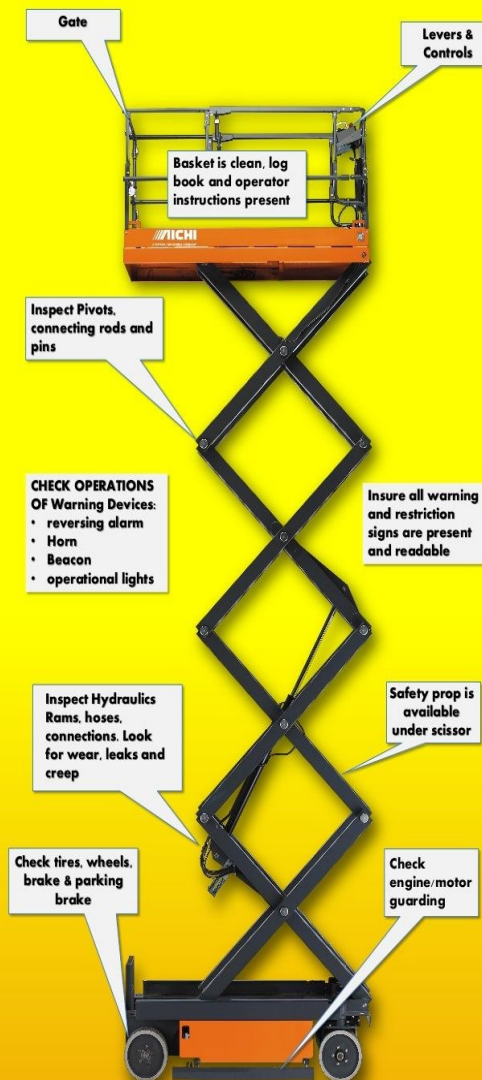 Gate
Levers &
Controls
Basket is clean, log
book and operator
instructions present
AICHI
Inspect Pivots,
connecting rods and
pins
CHECK OPERATIONS
OF Warning Devices:
• reversing alarm
• Horn
• Beacon
• operational lights
Insure all warning
and restriction
signs are present
and readable
Inspect Hydraulics
Rams, hoses,
connections. Look
for wear, leaks and
creep
Safety prop is
available
under scissor
Check tires, wheels,
brake & parking
brake
Check
engine/motor
guarding